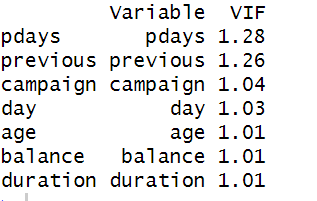 Variable VIF
pdays pdays 1.28
previous previous 1.26
campaign campaign 1.04
day day 1.03
age age 1.01
balance balance 1.01
duration duration 1.01